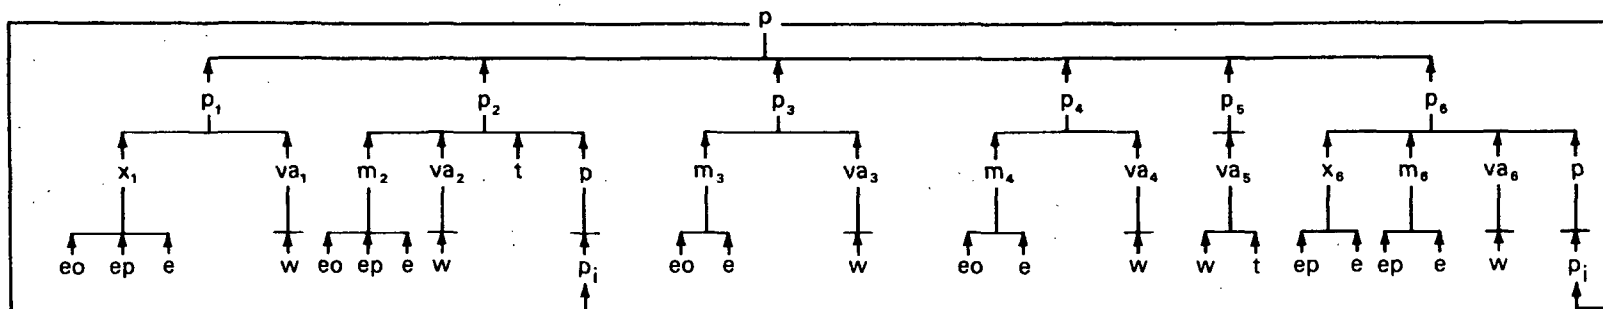 p
p₁ p₂ p₃ p₄ p₅ p₆
x₁ va₁ m₂ va₂ t p m₃ va₃ m₄ va₄ va₅ x₆ m₆ va₆ p
eo ep e w eo ep e w pᵢ eo e w eo e w w t ep e ep e w pᵢ